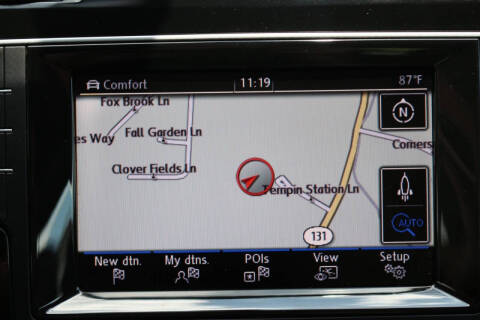 Comfort 11:19 87°F
Fox Brook Ln
es Way
Fall Garden Ln
N
Comers
Clover Fields Ln
Tempin Station Ln
AUTO
131
New dtn. My dtns. POIs View Setup